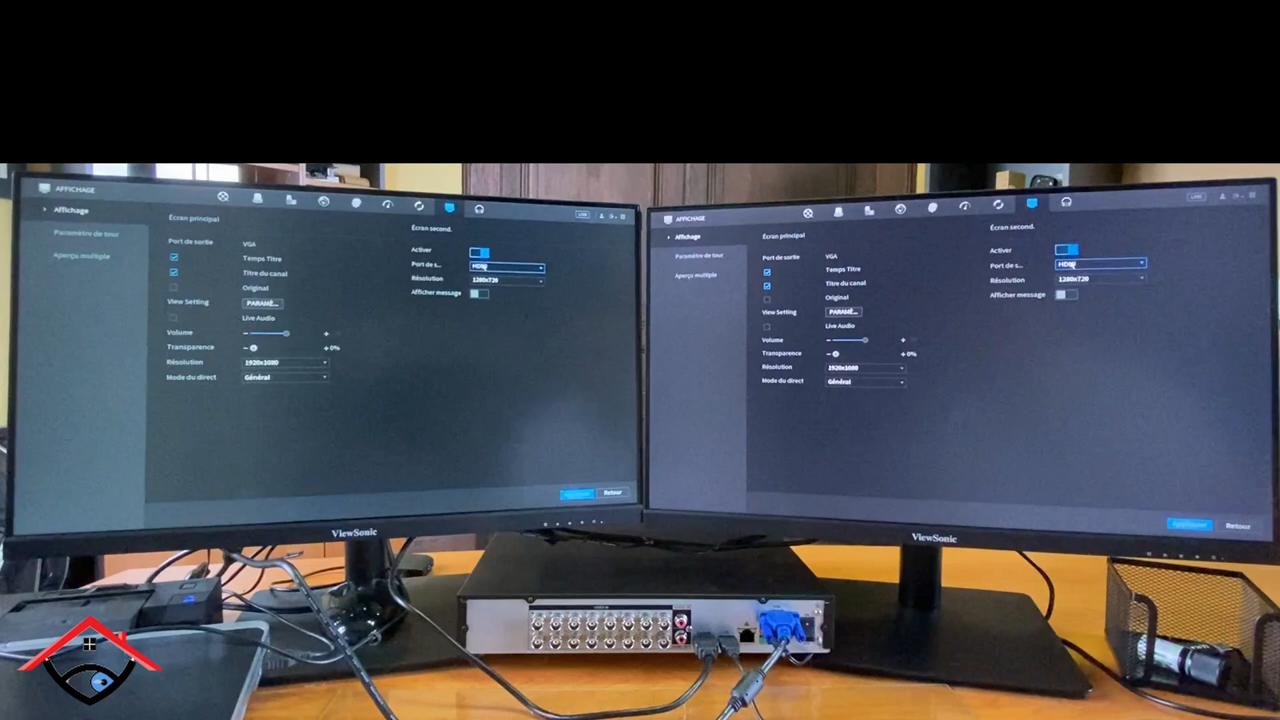 AFFICHAGE
Affichage
Paramètre de tour
Aperçu multiple
Écran principal
Port de sortie
VGA
Temps Titre
Titre du canal
Original
View Setting
PARAMÈ...
Live Audio
Volume
Transparence
0%
Résolution
1920x1080
Mode du direct
Général
Écran second.
Activer
Port de s...
Résolution
1280x720
Afficher message
LIVE
Appliquer
Retour
ViewSonic
AFFICHAGE
Affichage
Paramètre de tour
Aperçu multiple
Écran principal
Port de sortie
VGA
Temps Titre
Titre du canal
Original
View Setting
PARAMÈ...
Live Audio
Volume
Transparence
0%
Résolution
1920x1080
Mode du direct
Général
Écran second.
Activer
Port de s...
Résolution
1280x720
Afficher message
LIVE
Appliquer
Retour
ViewSonic